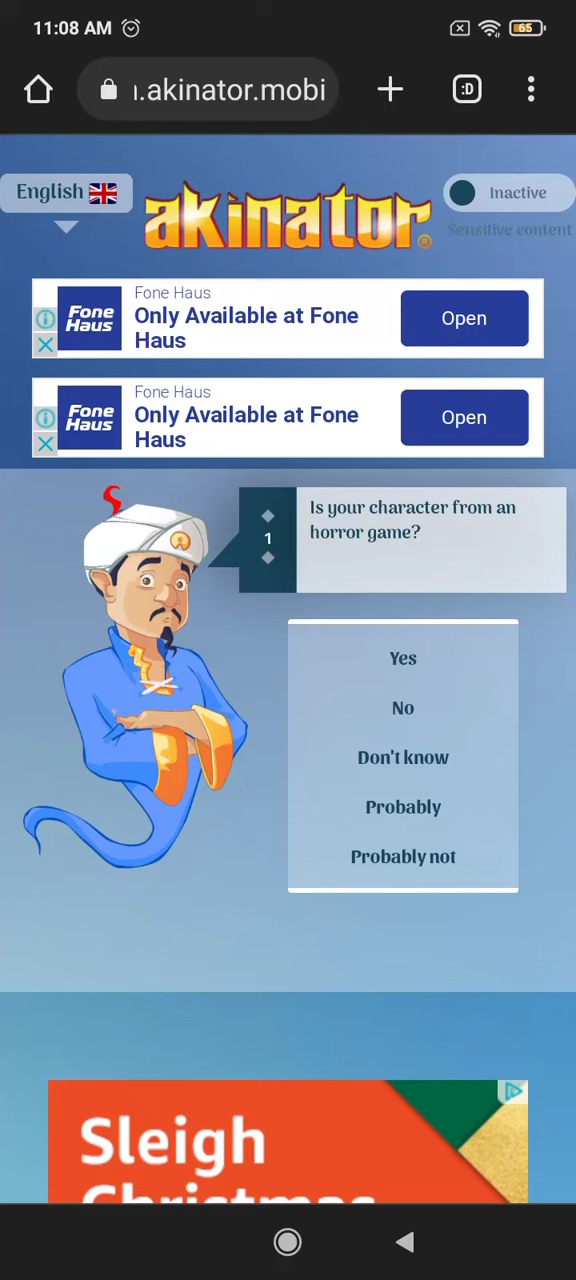 11:08 AM
65
ı.akinator.mobi
:D
English
akinator®
Inactive
Sensitive content
Fone Haus
Fone
Haus
Only Available at Fone
Haus
Open
Fone Haus
Fone
Haus
Only Available at Fone
Haus
Open
1
Is your character from an
horror game?
Yes
No
Don't know
Probably
Probably not
Sleigh
Christmas